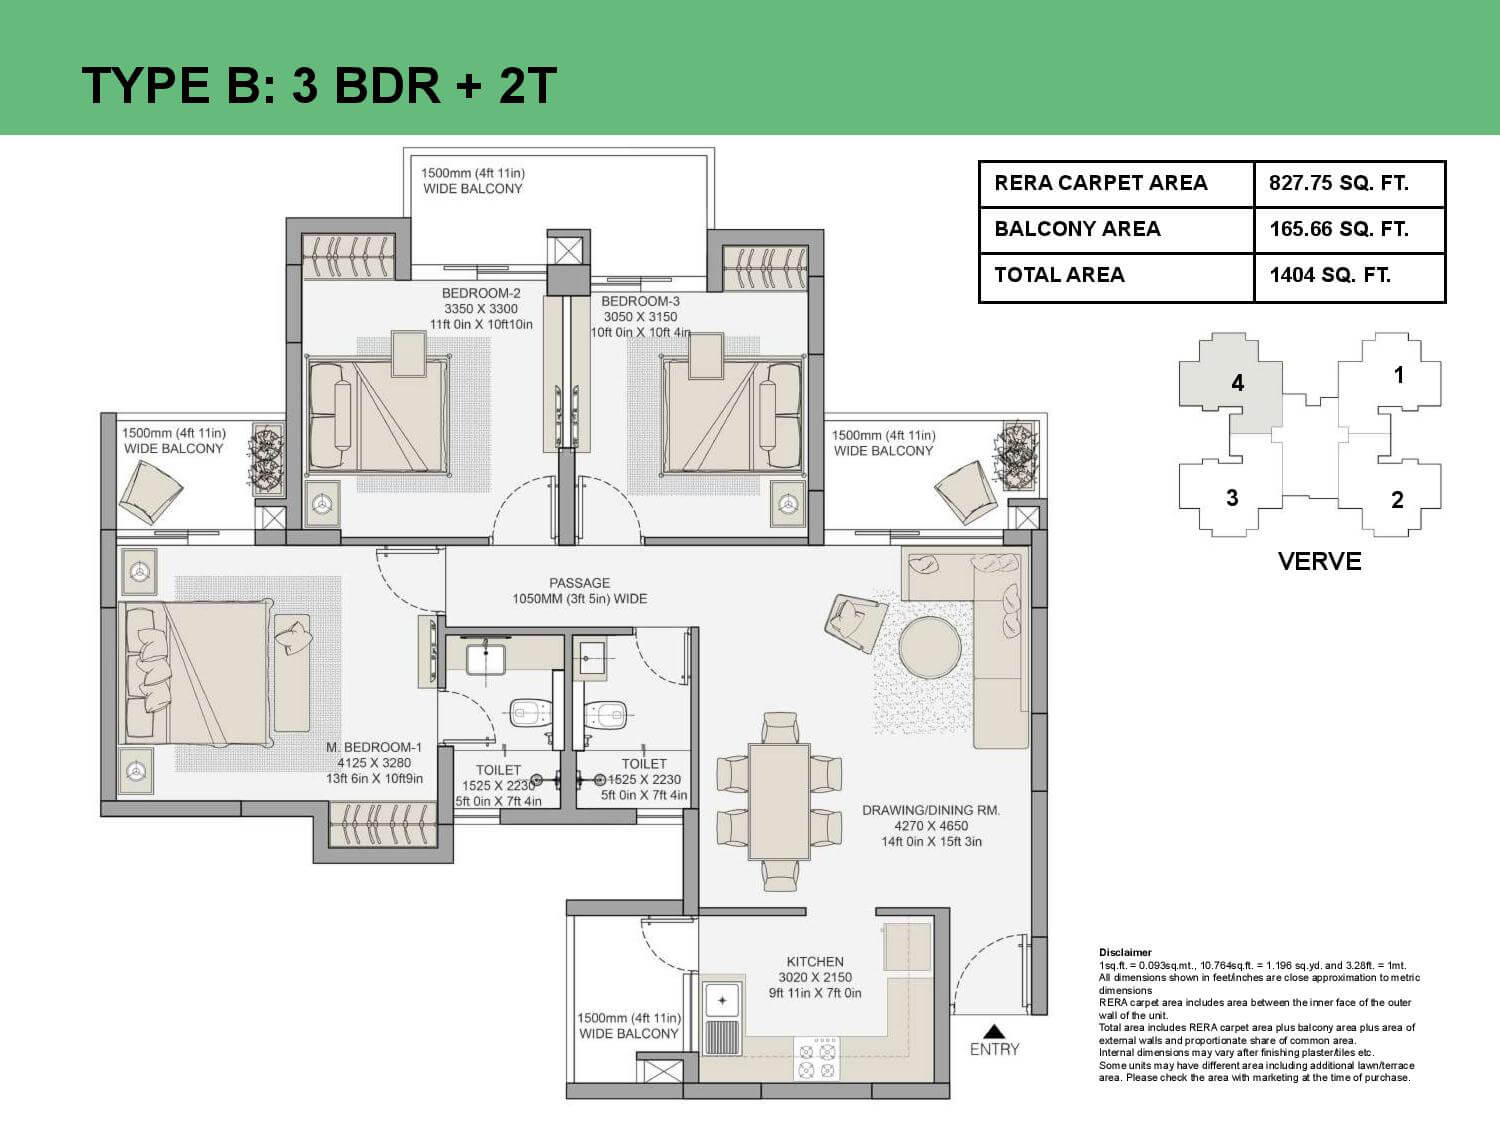 TYPE B: 3 BDR + 2T
1500mm (4ft 11in)
WIDE BALCONY
RERA CARPET AREA 827.75 SQ. FT.
BALCONY AREA 165.66 SQ. FT.
TOTAL AREA 1404 SQ. FT.
BEDROOM-2
3350 X 3300
11ft 0in X 10ft10in
BEDROOM-3
3050 X 3150
10ft 0in X 10ft 4in
4
1
3
2
VERVE
1500mm (4ft 11in)
WIDE BALCONY
1500mm (4ft 11in)
WIDE BALCONY
PASSAGE
1050MM (3ft 5in) WIDE
M. BEDROOM-1
4125 X 3280
13ft 6in X 10ft9in
TOILET
1525 X 2230
5ft 0in X 7ft 4in
TOILET
1525 X 2230
5ft 0in X 7ft 4in
DRAWING/DINING RM.
4270 X 4650
14ft 0in X 15ft 3in
KITCHEN
3020 X 2150
9ft 11in X 7ft 0in
1500mm (4ft 11in)
WIDE BALCONY
ENTRY
Disclaimer
1sq.ft. = 0.093sq.mt., 10.764sq.ft. = 1.196 sq.yd. and 3.28ft. = 1mt.
All dimensions shown in feet/inches are close approximation to metric
dimensions
RERA carpet area includes area between the inner face of the outer
wall of the unit.
Total area includes RERA carpet area plus balcony area plus area of
external walls and proportionate share of common area.
Internal dimensions may vary after finishing plaster/tiles etc.
Some units may have different area including additional lawn/terrace
area. Please check the area with marketing at the time of purchase.